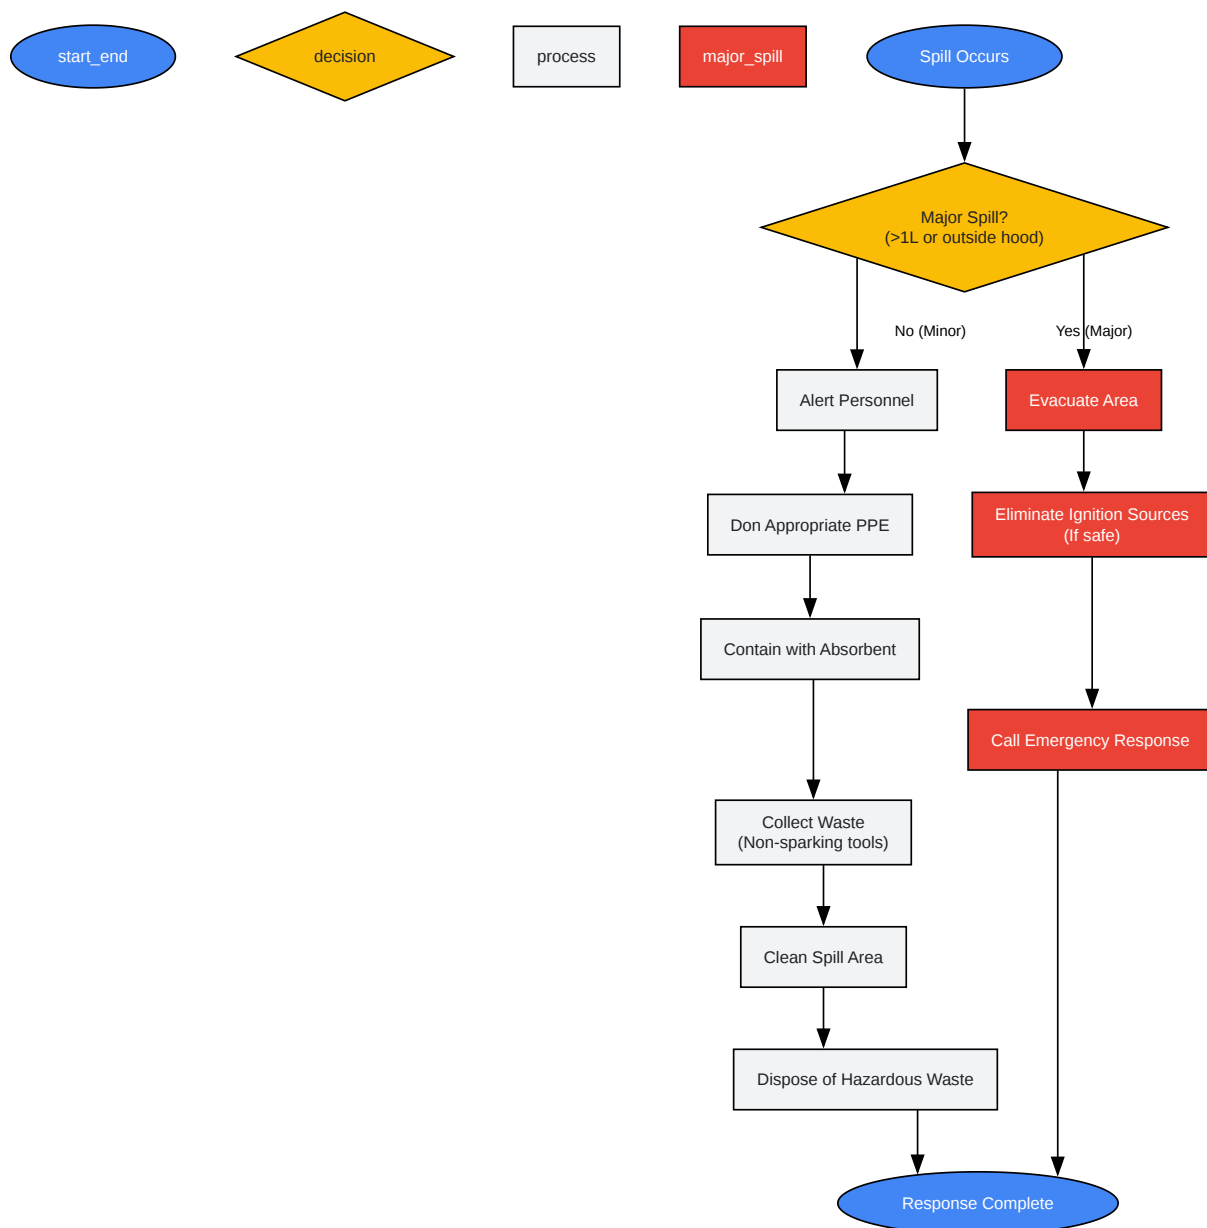 start_end
decision
process
major_spill
Spill Occurs
Major Spill?
(>1L or outside hood)
No (Minor)
Yes (Major)
Alert Personnel
Evacuate Area
Don Appropriate PPE
Eliminate Ignition Sources
(If safe)
Contain with Absorbent
Call Emergency Response
Collect Waste
(Non-sparking tools)
Clean Spill Area
Dispose of Hazardous Waste
Response Complete